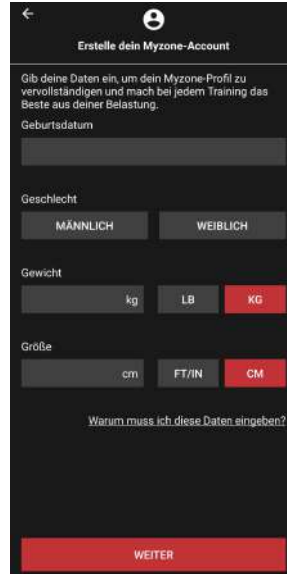 Erstelle dein Myzone-Account
Gib deine Daten ein, um dein Myzone-Profil zu
vervollständigen und mach bei jedem Training das
Beste aus deiner Belastung.
Geburtsdatum
Geschlecht
MÄNNLICH WEIBLICH
Gewicht
kg LB KG
Größe
cm FT/IN CM
Warum muss ich diese Daten eingeben?
WEITER